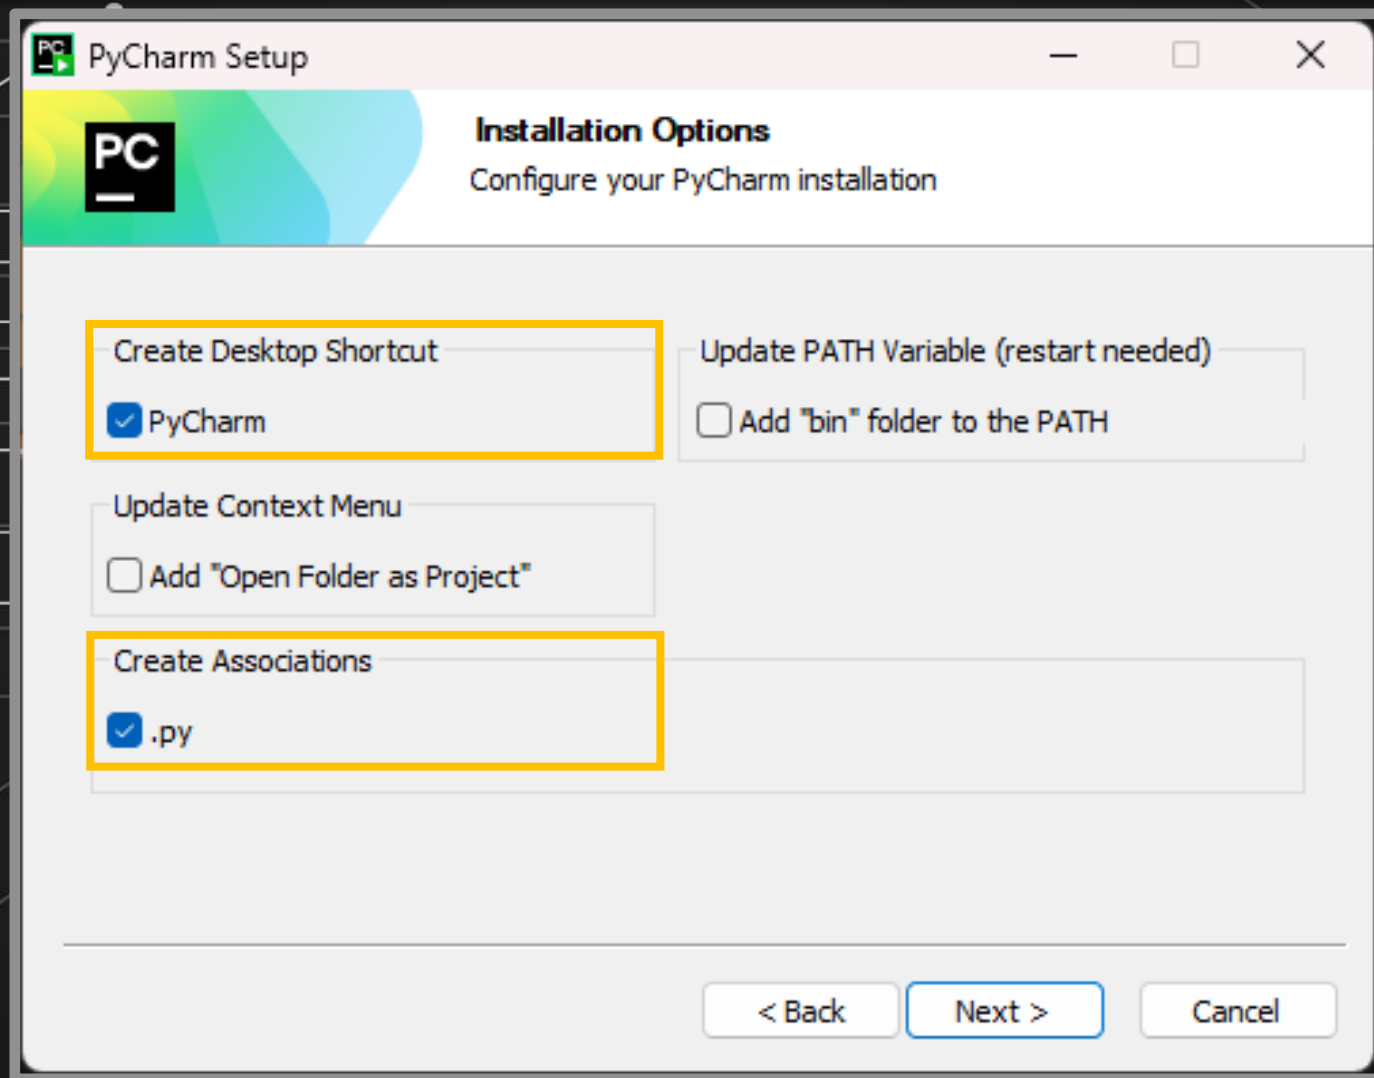 PC
PyCharm Setup
PC
Installation Options
Configure your PyCharm installation
Create Desktop Shortcut
PyCharm
Update PATH Variable (restart needed)
Add "bin" folder to the PATH
Update Context Menu
Add "Open Folder as Project"
Create Associations
.py
< Back
Next >
Cancel